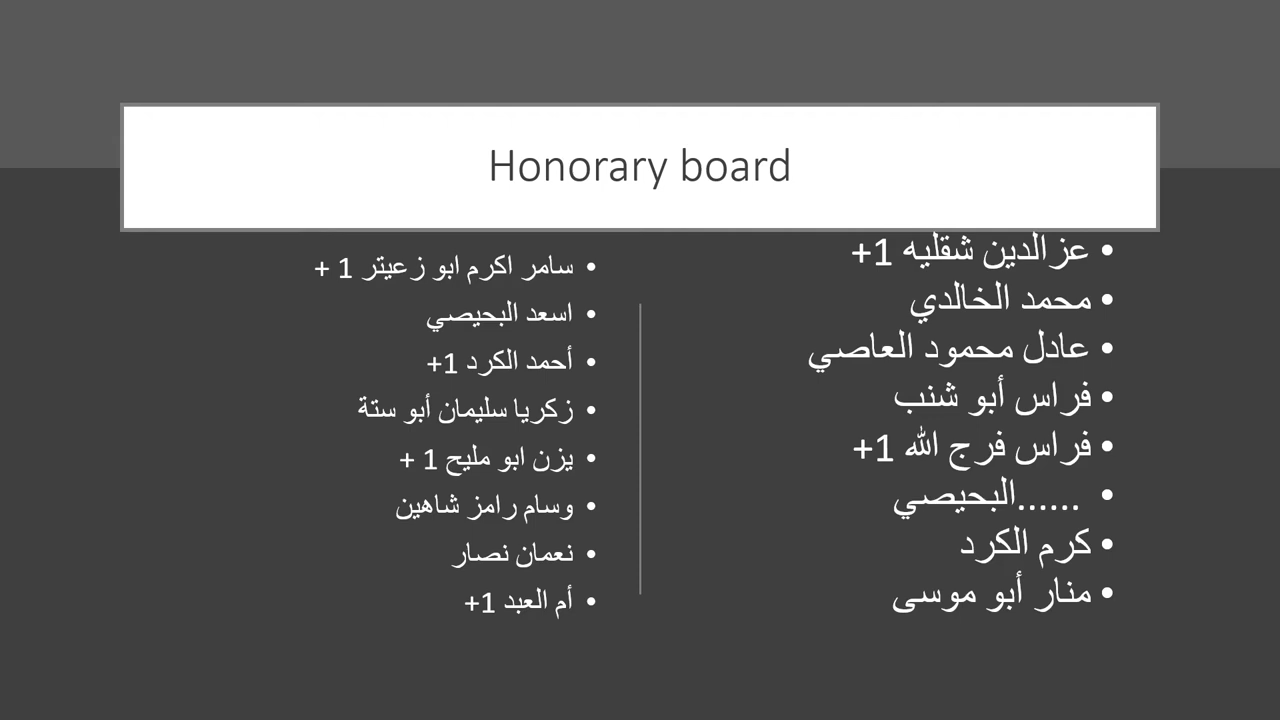 Honorary board
عزالدين شقليه 1+
محمد الخالدي
عادل محمود العاصي
فراس أبو شنب
فراس فرج الله 1+
......البحيصي
كرم الكرد
منار أبو موسى
سامر اكرم ابو زعيتر 1 +
اسعد البحيصي
أحمد الكرد 1+
زكريا سليمان أبو ستة
يزن ابو مليح 1 +
وسام رامز شاهين
نعمان نصار
أم العبد 1+